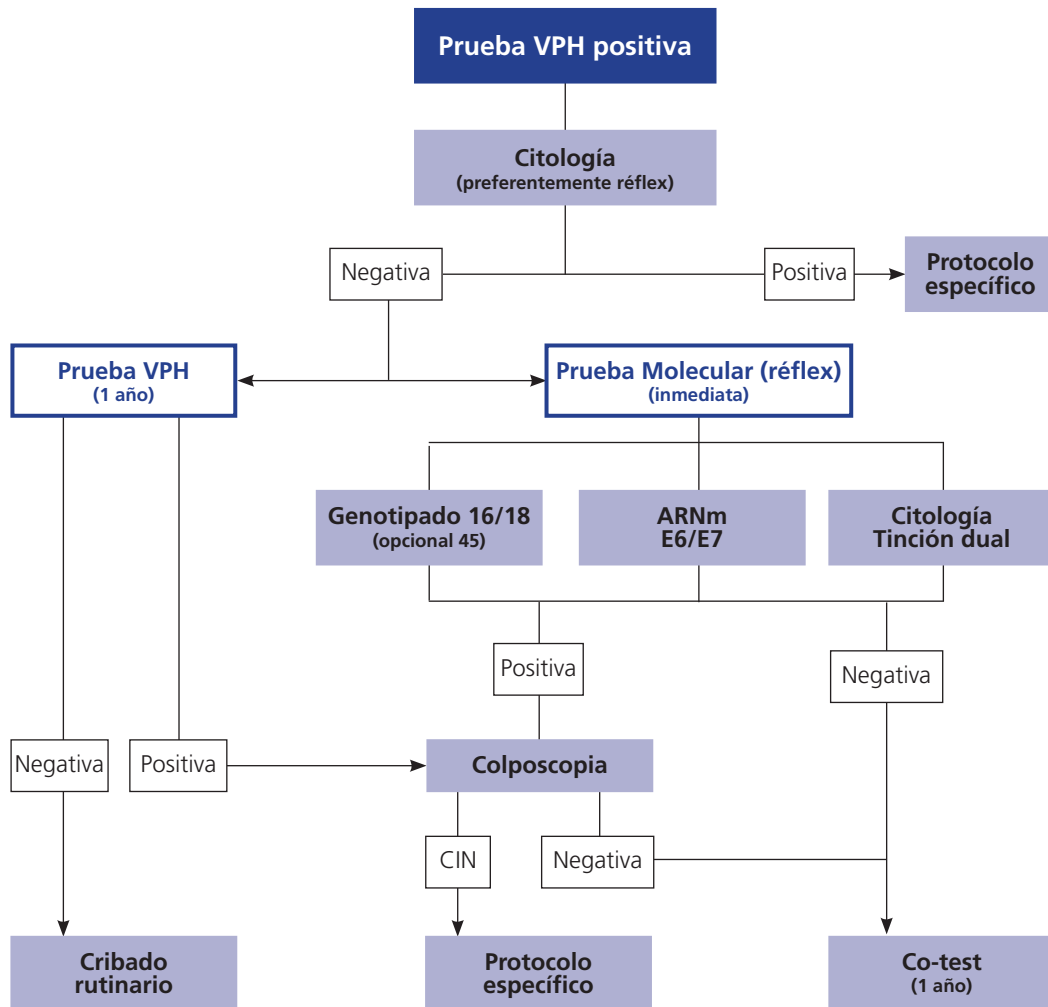 Prueba VPH positiva
Citología
(preferentemente réflex)
Negativa
Positiva
Protocolo
específico
Prueba VPH
(1 año)
Prueba Molecular (réflex)
(inmediata)
Genotipado 16/18
(opcional 45)
ARNm
E6/E7
Citología
Tinción dual
Positiva
Negativa
Negativa
Positiva
Colposcopia
CIN
Negativa
Cribado
rutinario
Protocolo
específico
Co-test
(1 año)